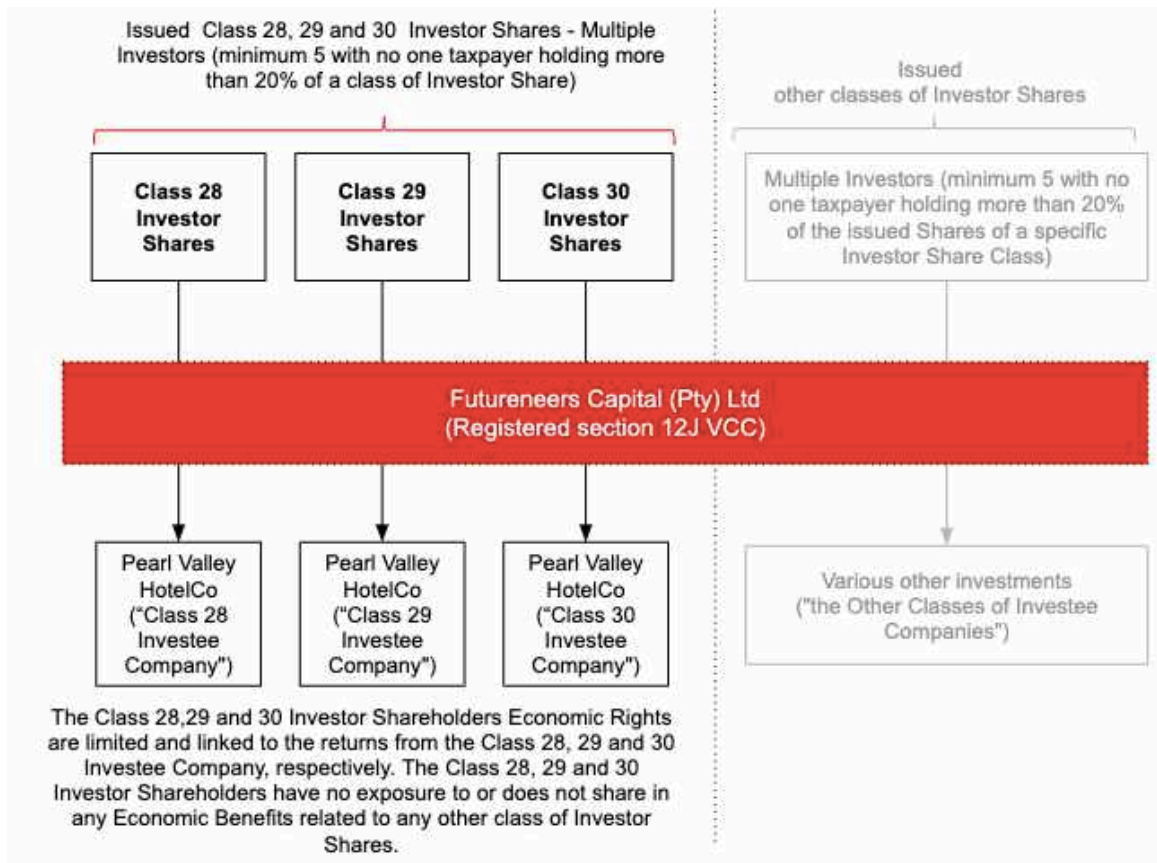 Issued Class 28, 29 and 30 Investor Shares - Multiple
Investors (minimum 5 with no one taxpayer holding more
than 20% of a class of Investor Share)
Issued
other classes of Investor Shares
Class 28
Investor
Shares
Class 29
Investor
Shares
Class 30
Investor
Shares
Multiple Investors (minimum 5 with no
one taxpayer holding more than 20%
of the issued Shares of a specific
Investor Share Class)
Futureneers Capital (Pty) Ltd
(Registered section 12J VCC)
Pearl Valley
HotelCo
(“Class 28
Investee
Company")
Pearl Valley
HotelCo
(“Class 29
Investee
Company")
Pearl Valley
HotelCo
(“Class 30
Investee
Company")
Various other investments
("the Other Classes of Investee
Companies")
The Class 28,29 and 30 Investor Shareholders Economic Rights
are limited and linked to the returns from the Class 28, 29 and 30
Investee Company, respectively. The Class 28, 29 and 30
Investor Shareholders have no exposure to or does not share in
any Economic Benefits related to any other class of Investor
Shares.